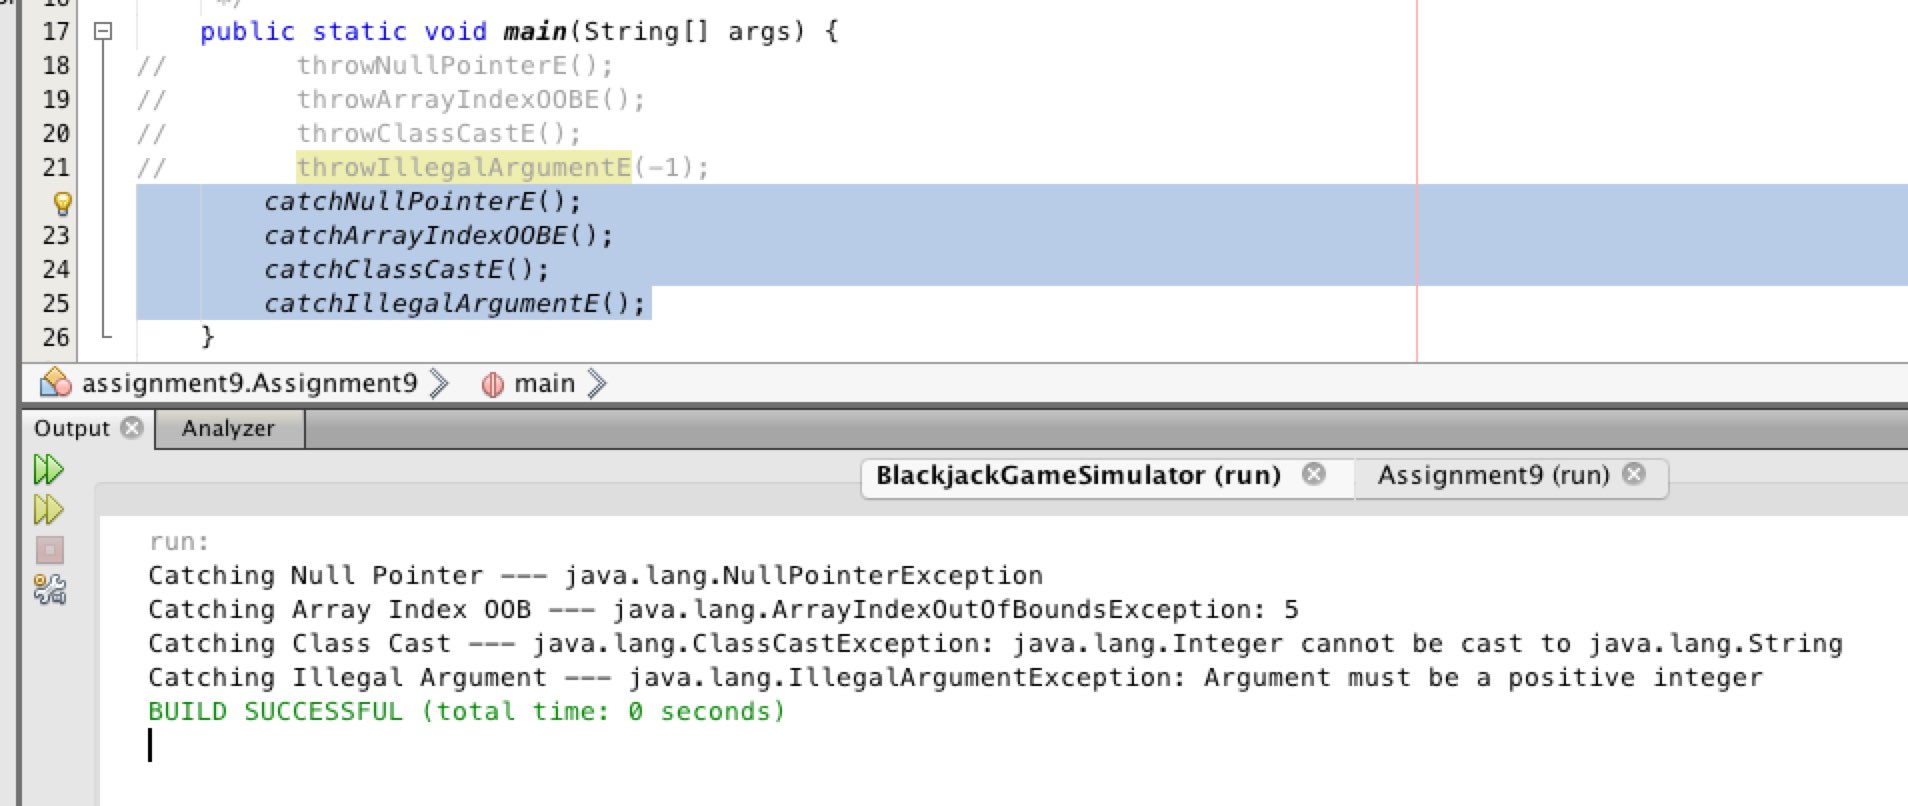 */
17 public static void main(String[] args) {
18 // throwNullPointerE();
19 // throwArrayIndexOOBE();
20 // throwClassCastE();
21 // throwIllegalArgumentE(-1);
catchNullPointerE();
23 catchArrayIndexOOBE();
24 catchClassCastE();
25 catchIllegalArgumentE();
26 }
assignment9.Assignment9 main
Output Analyzer
BlackjackGameSimulator (run) Assignment9 (run)
run:
Catching Null Pointer --- java.lang.NullPointerException
Catching Array Index OOB --- java.lang.ArrayIndexOutOfBoundsException: 5
Catching Class Cast --- java.lang.ClassCastException: java.lang.Integer cannot be cast to java.lang.String
Catching Illegal Argument --- java.lang.IllegalArgumentException: Argument must be a positive integer
BUILD SUCCESSFUL (total time: 0 seconds)